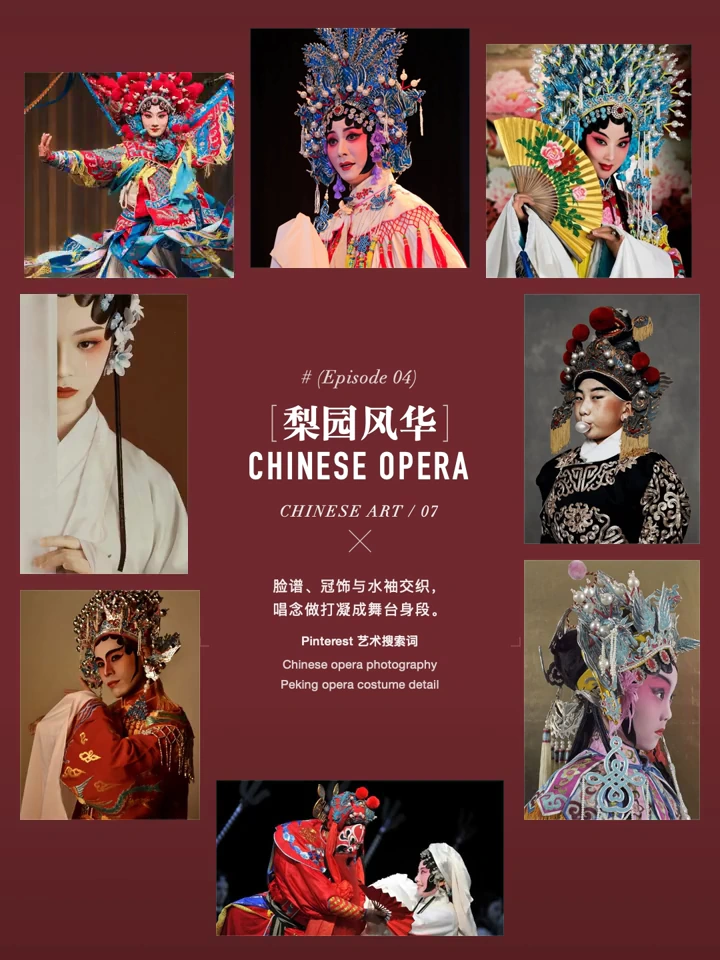 # (Episode 04)
[梨园风华]
CHINESE OPERA
CHINESE ART / 07
脸谱、冠饰与水袖交织，
唱念做打凝成舞台身段。
Pinterest 艺术搜索词
Chinese opera photography
Peking opera costume detail